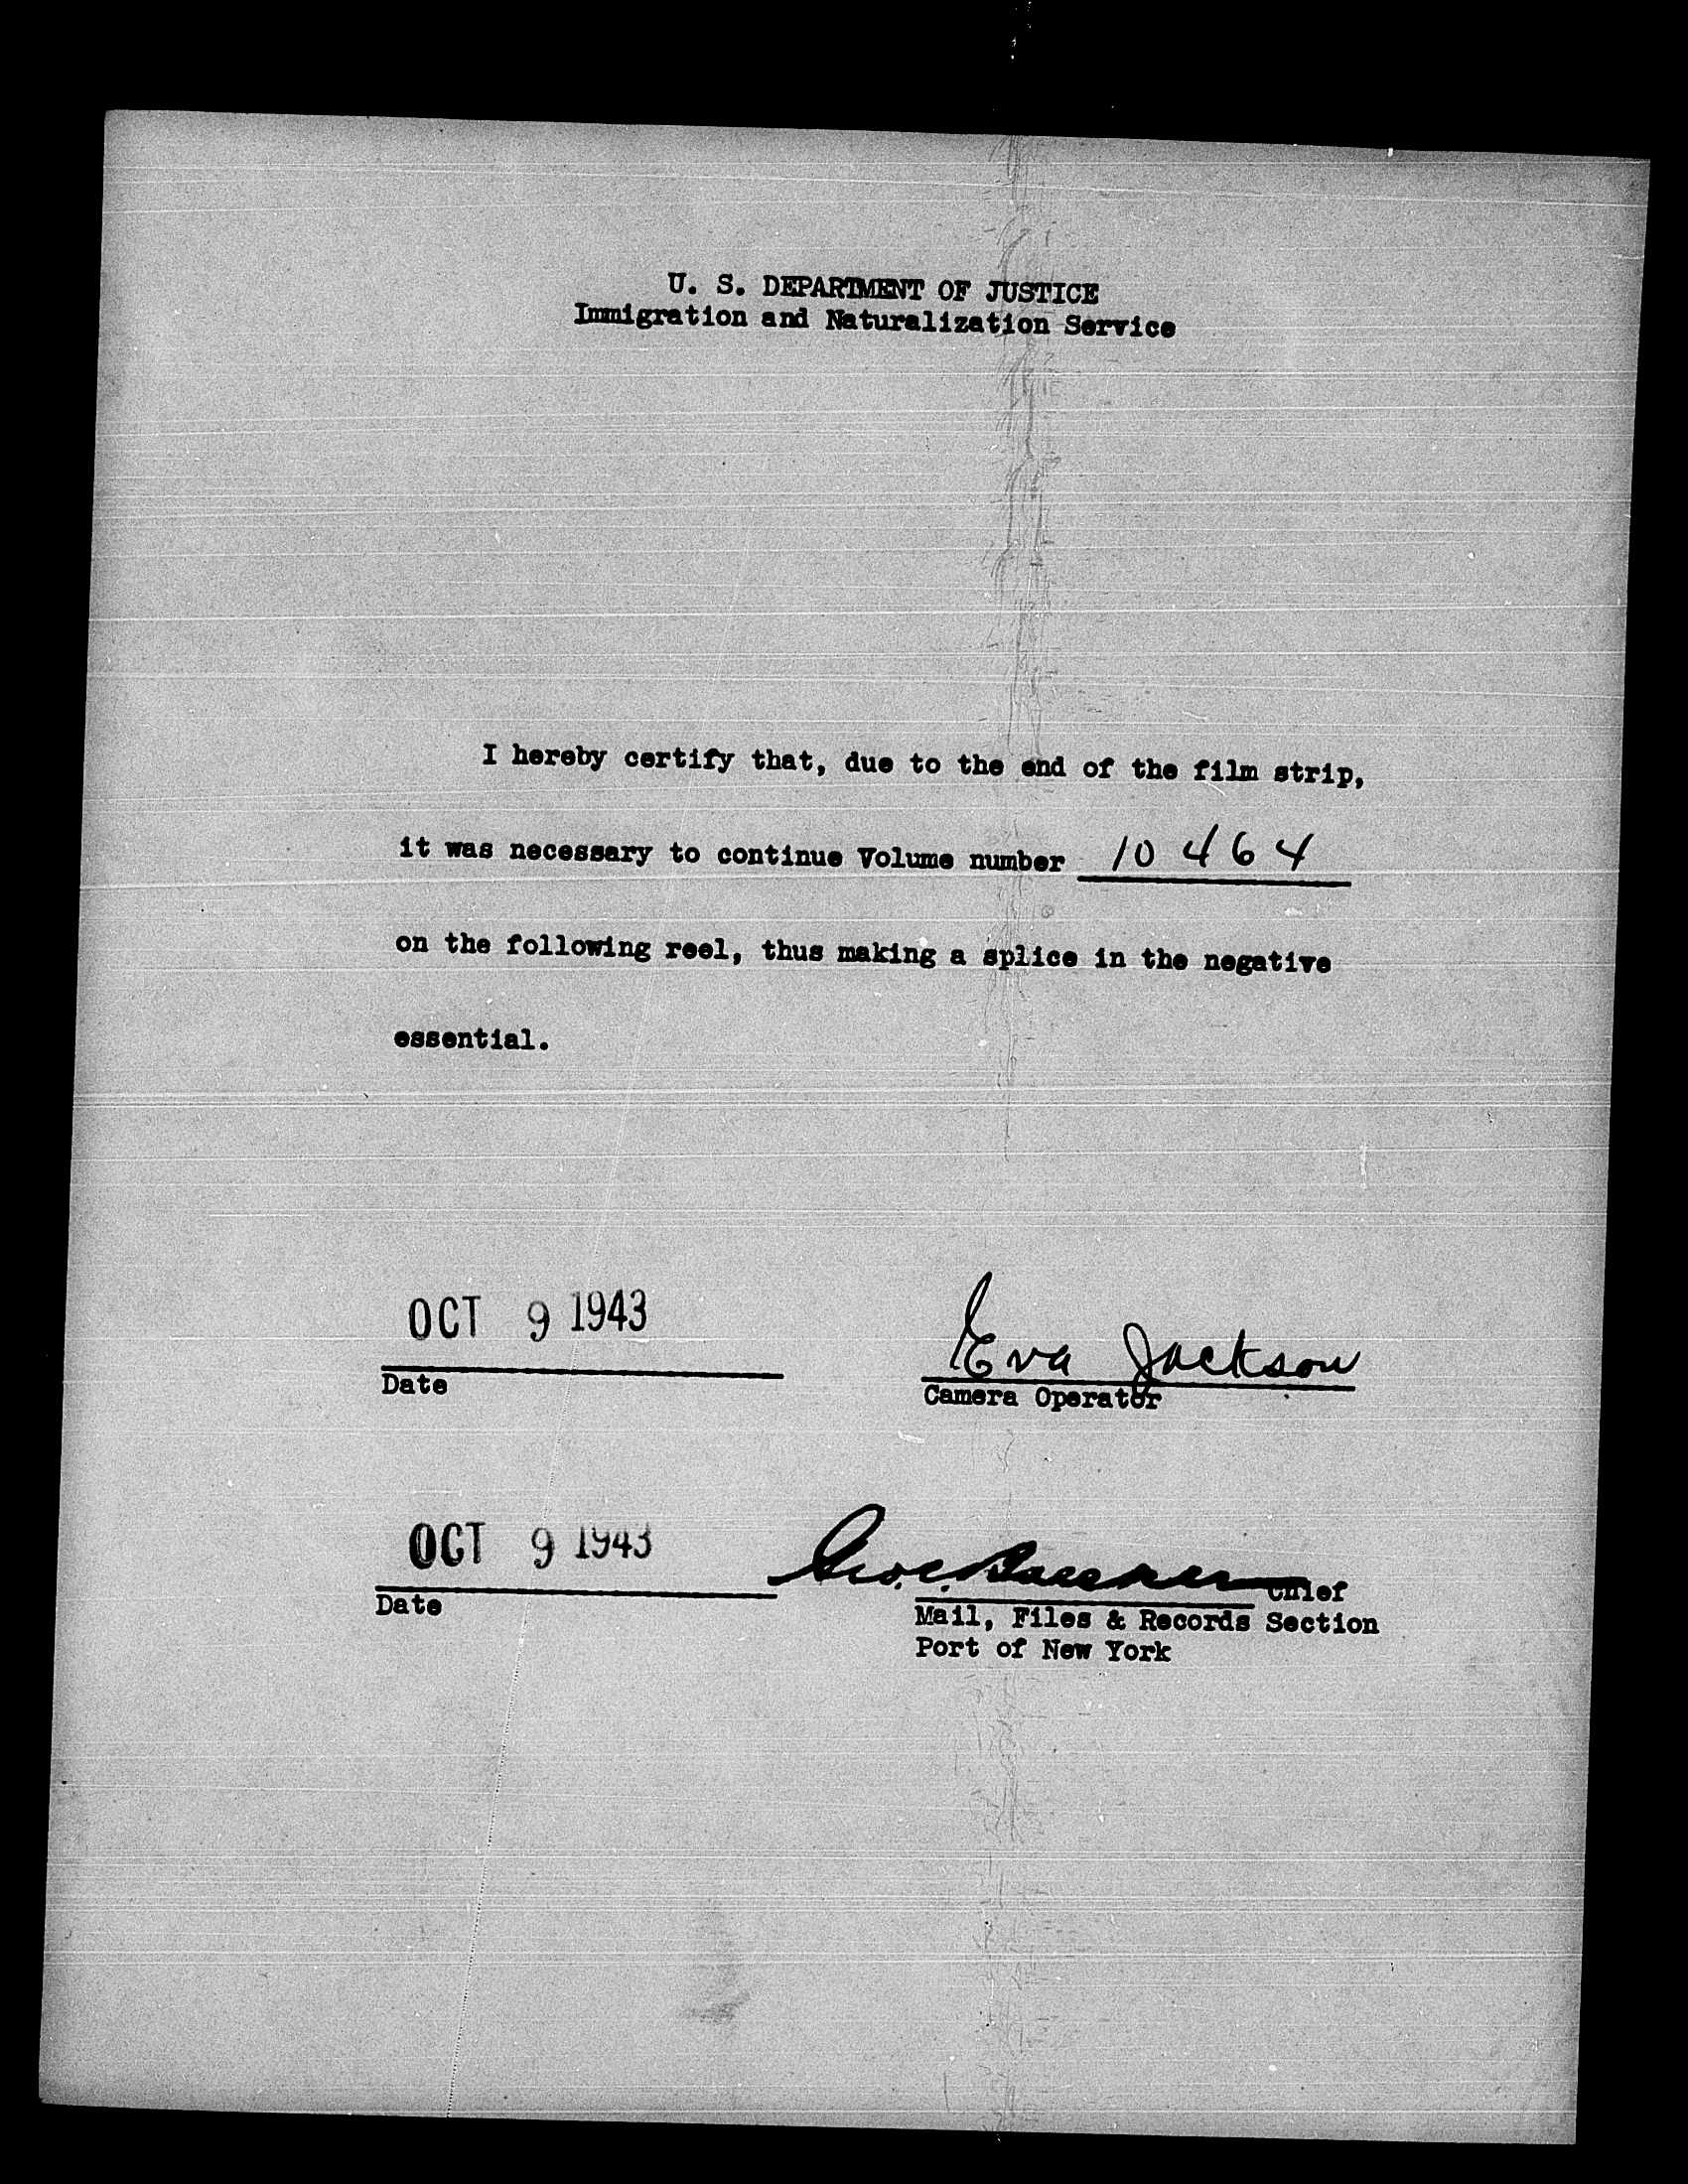 U. S. DEPARTMENT OF JUSTICE
Immigration and Naturalization Service
I hereby certify that, due to the end of the film strip,
it was necessary to continue Volume number 10464
on the following reel, thus making a splice in the negative
essential.
OCT 9 1943
Date
Eva Jackson
Camera Operator
OCT 9 1943
Date
Chief
Mail, Files & Records Section
Port of New York